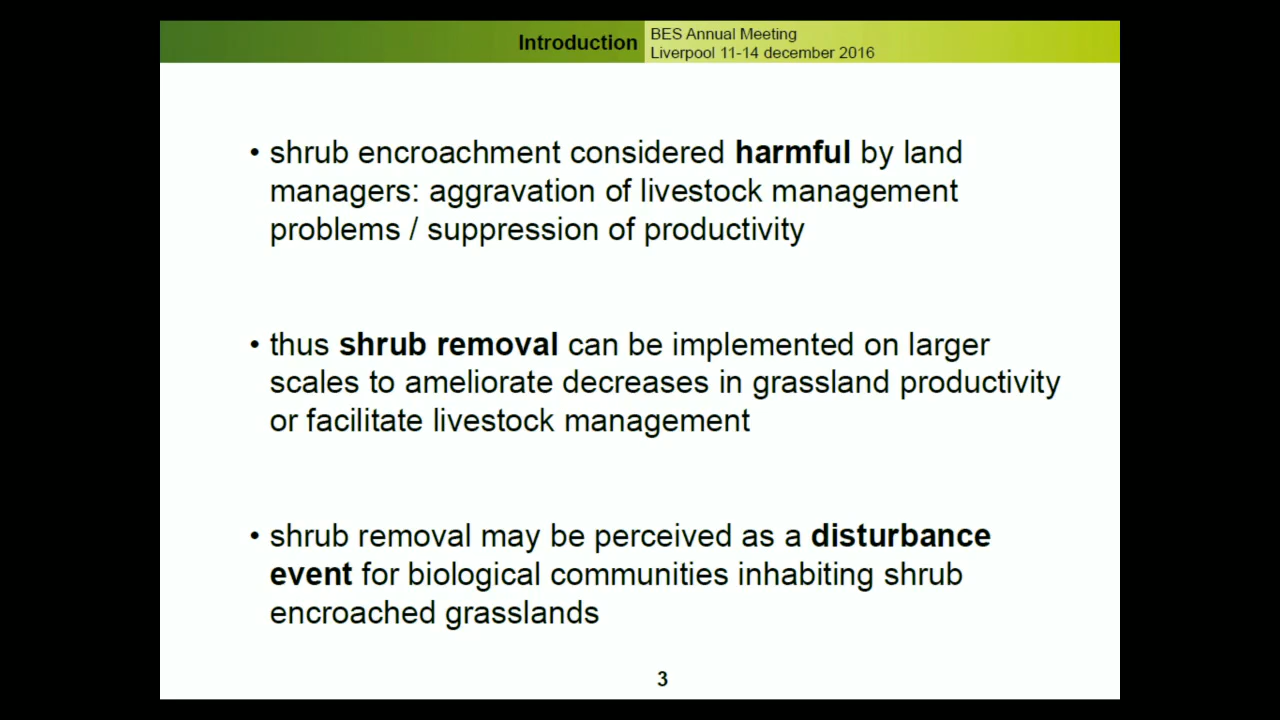 Introduction
BES Annual Meeting
Liverpool 11-14 december 2016
• shrub encroachment considered harmful by land
managers: aggravation of livestock management
problems / suppression of productivity
• thus shrub removal can be implemented on larger
scales to ameliorate decreases in grassland productivity
or facilitate livestock management
• shrub removal may be perceived as a disturbance
event for biological communities inhabiting shrub
encroached grasslands
3